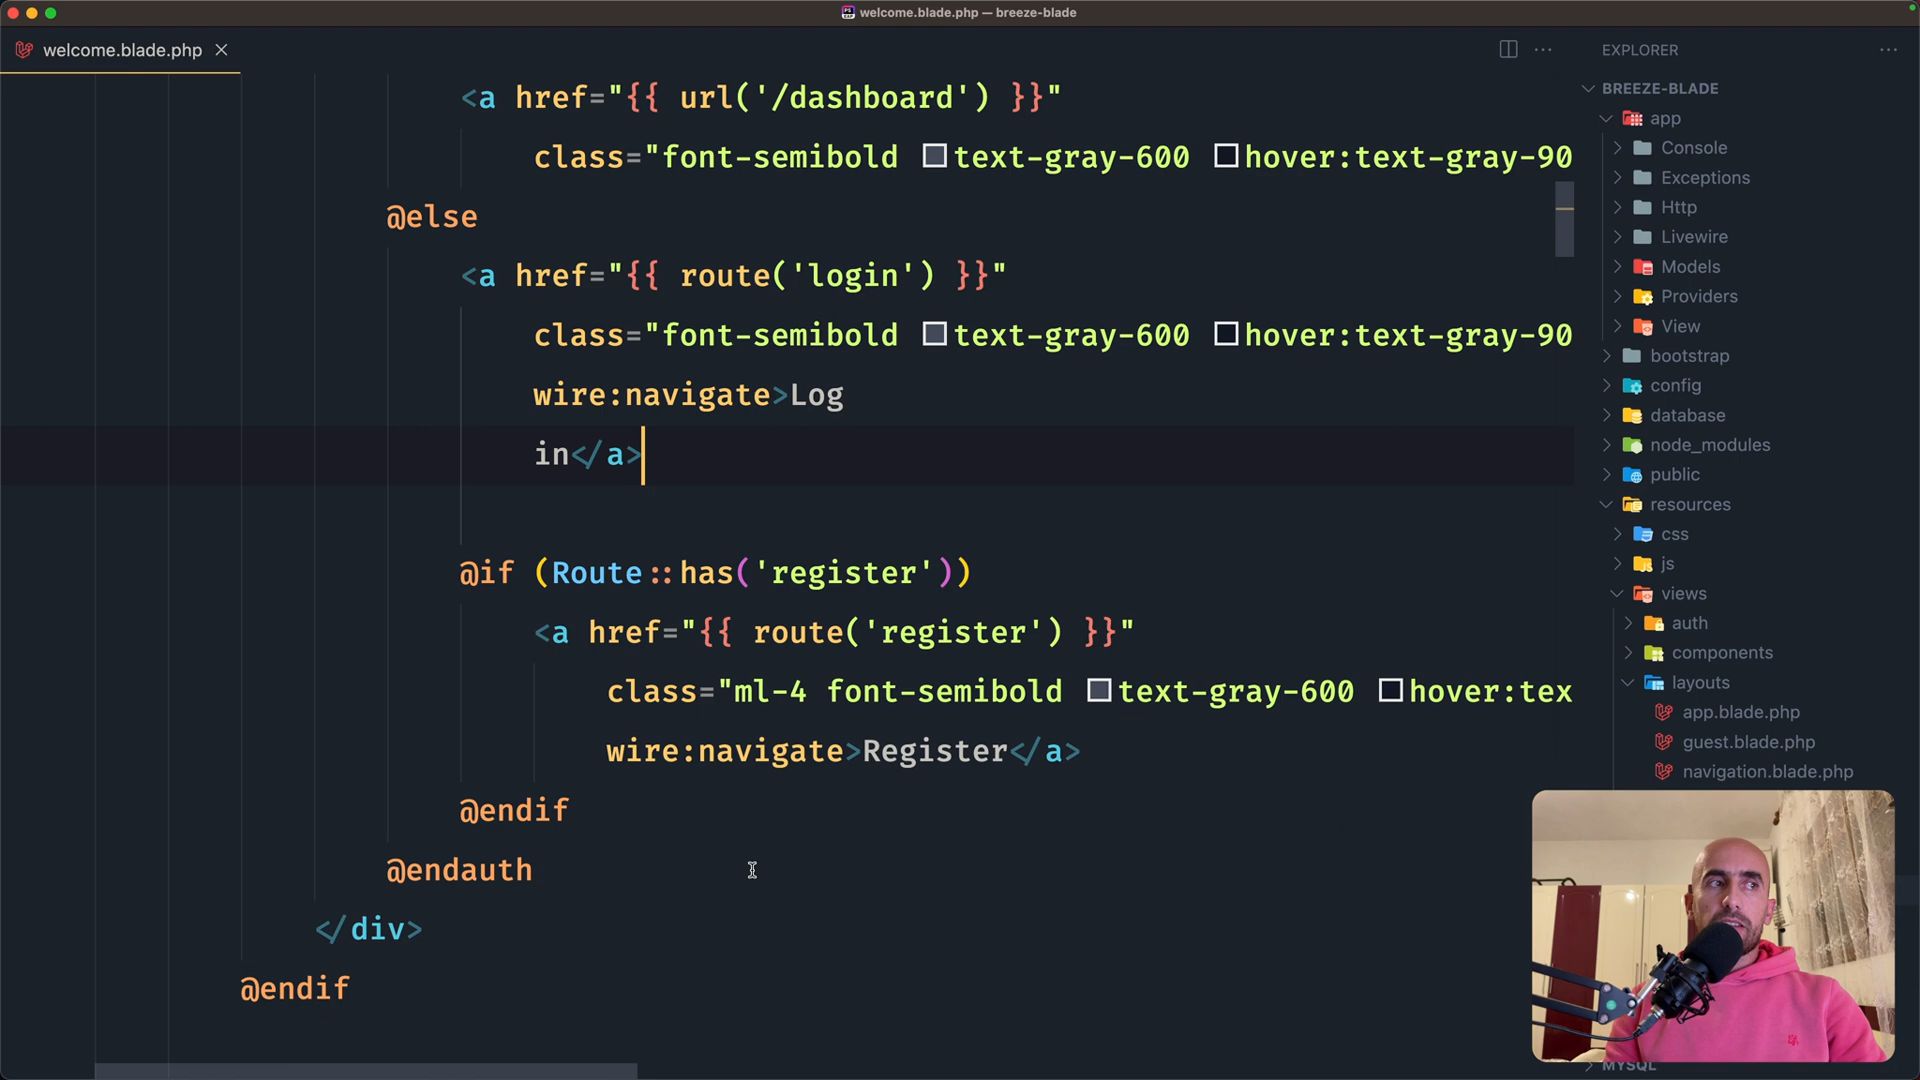 welcome.blade.php — breeze-blade
welcome.blade.php
<a href="{{ url('/dashboard') }}"
class="font-semibold text-gray-600 hover:text-gray-90
@else
<a href="{{ route('login') }}"
class="font-semibold text-gray-600 hover:text-gray-90
wire:navigate>Log
in</a>
@if (Route::has('register'))
<a href="{{ route('register') }}"
class="ml-4 font-semibold text-gray-600 hover:tex
wire:navigate>Register</a>
@endif
@endauth
</div>
@endif
EXPLORER
BREEZE-BLADE
app
Console
Exceptions
Http
Livewire
Models
Providers
View
bootstrap
config
database
node_modules
public
resources
css
js
views
auth
components
layouts
app.blade.php
guest.blade.php
navigation.blade.php
MYSQL